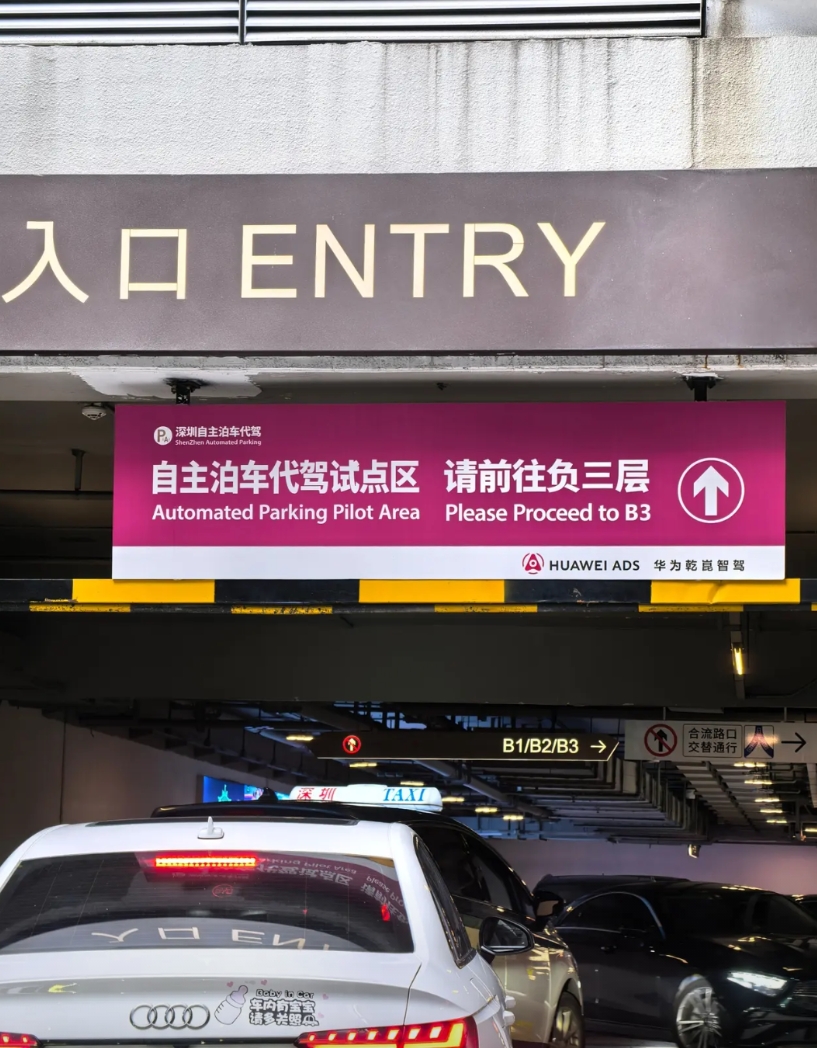 入口 ENTRY
深圳自主泊车代驾
ShenZhen Automated Parking
自主泊车代驾试点区 请前往负三层
Automated Parking Pilot Area Please Proceed to B3
HUAWEI ADS 华为乾崑智驾
B1/B2/B3
合流路口
交替通行
深圳 TAXI
Baby in Car
车内有宝宝
请多关照